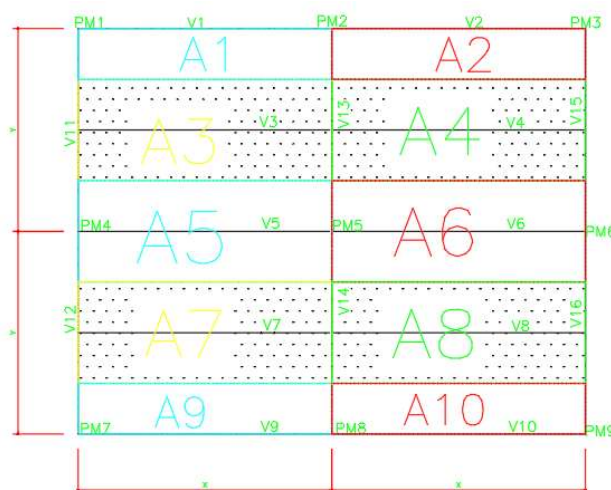 PM1 V1 PM2 V2 PM3
A1 A2
V11 A3 V3 V13 A4 V4 V15
Y
PM4 A5 V5 PM5 A6 V6 PM6
V12 A7 V7 V14 A8 V8 V16
Y
A9 A10
PM7 V9 PM8 V10 PM9
X X